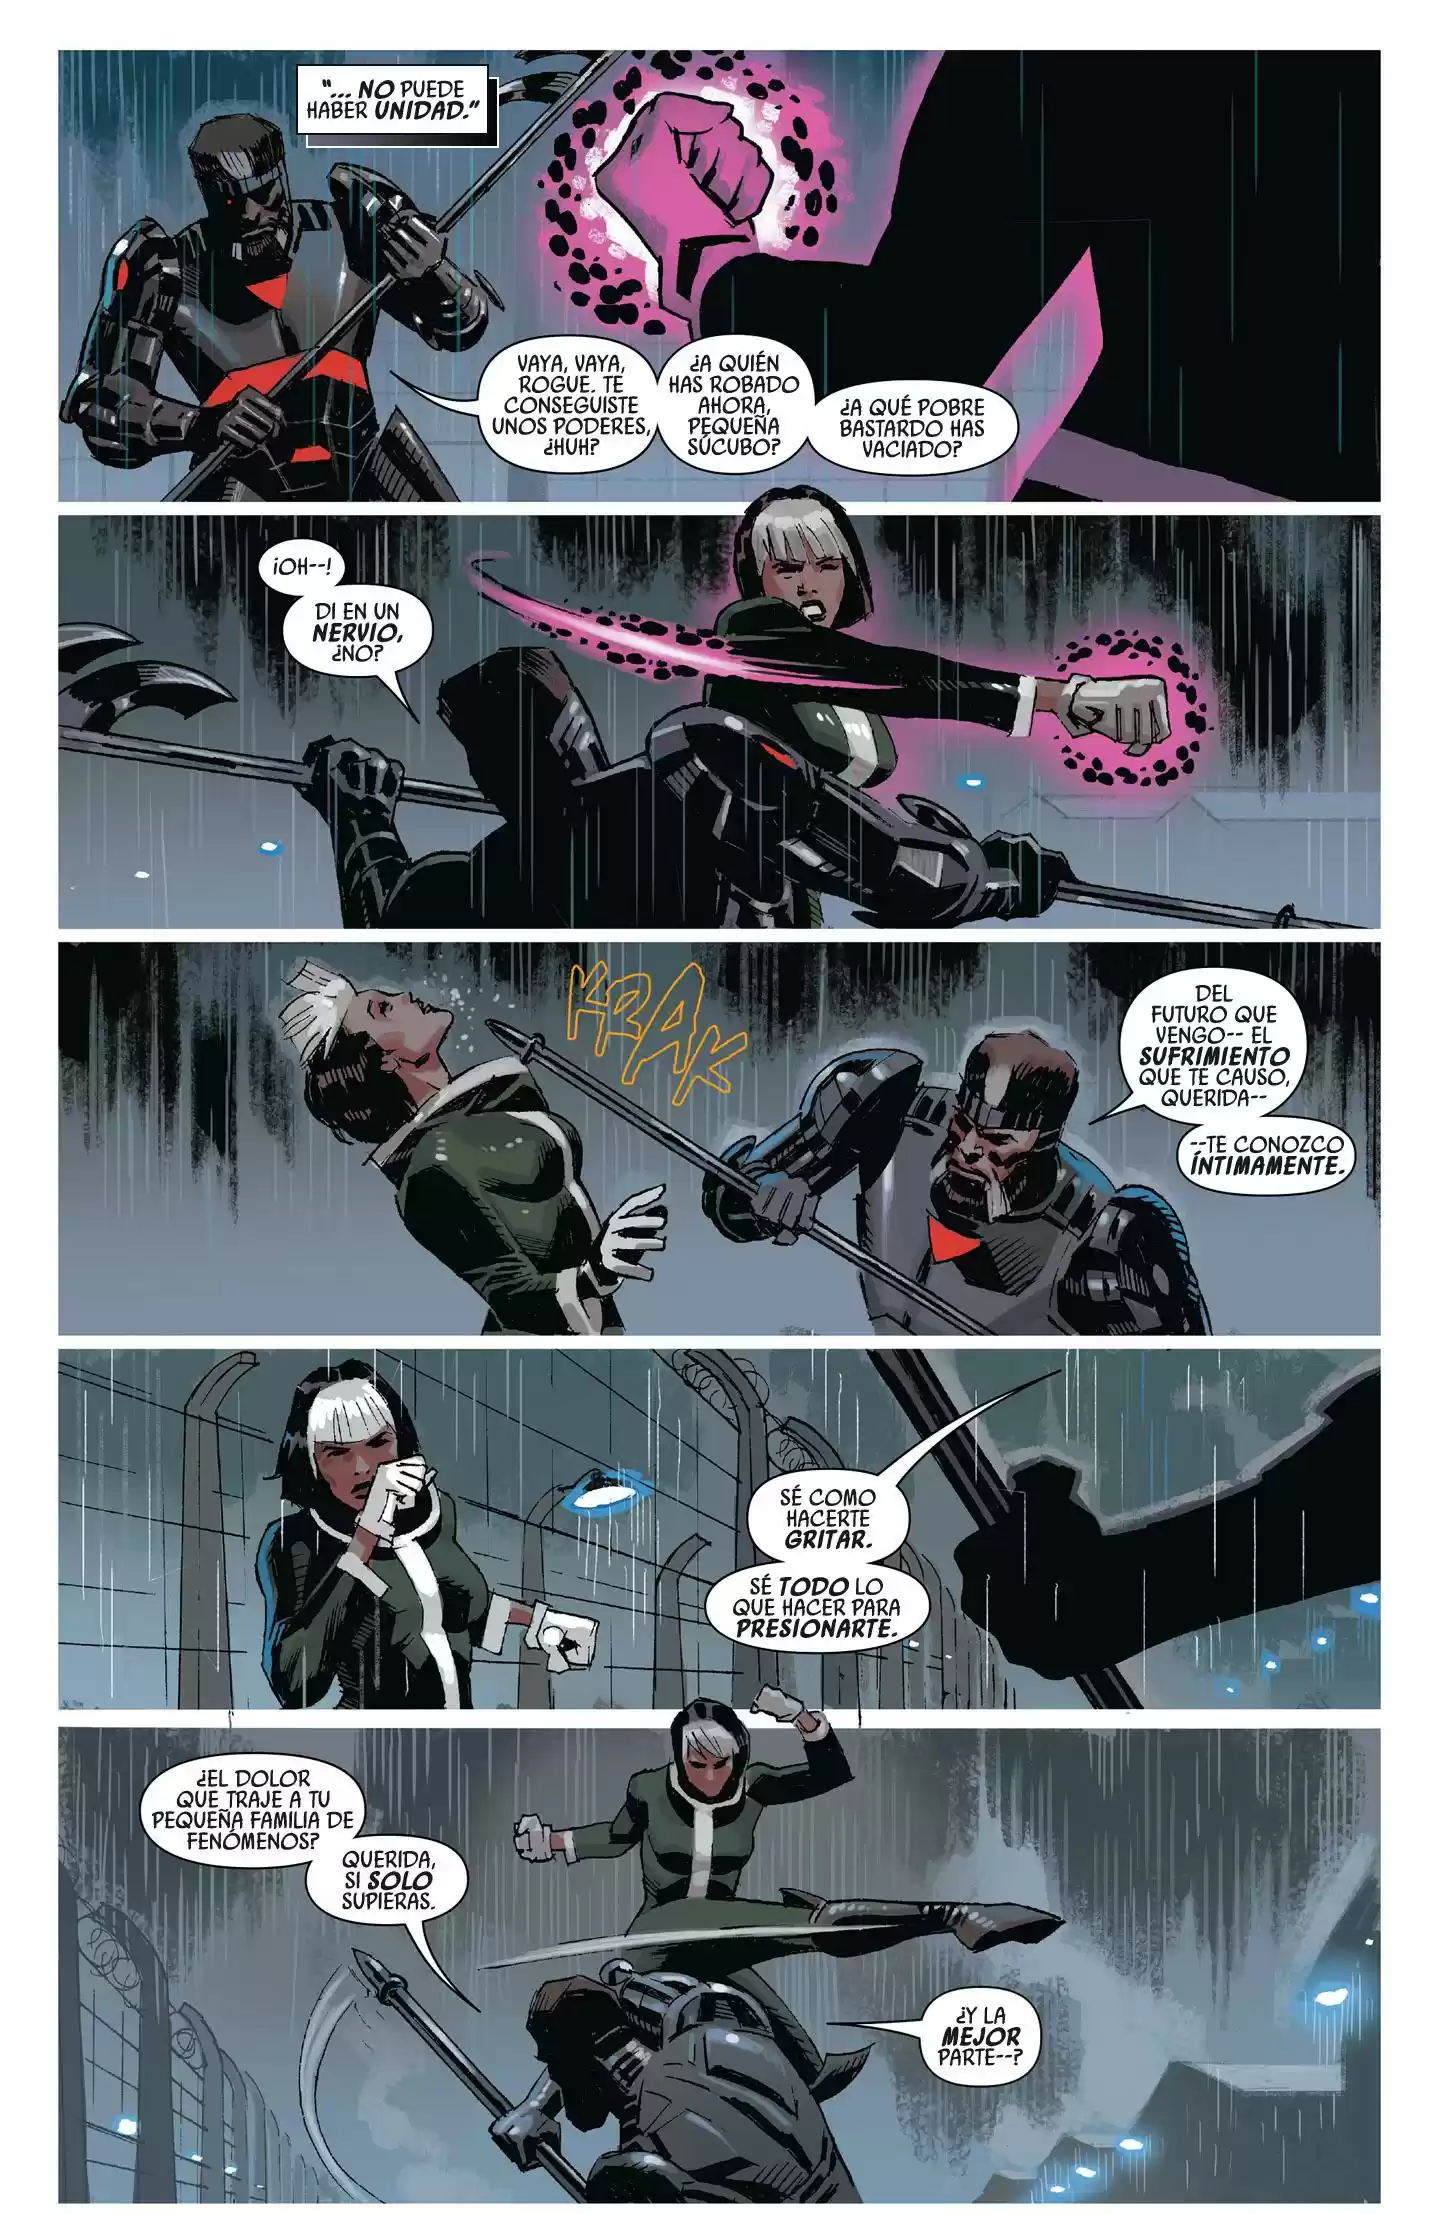 "... NO PUEDE
HABER UNIDAD."
VAYA, VAYA,
ROGUE. TE
CONSEGUISTE
UNOS PODERES,
¿HUH?
¿A QUIÉN
HAS ROBADO
AHORA,
PEQUEÑA
SÚCUBO?
¿A QUÉ POBRE
BASTARDO HAS
VACIADO?
¡OH--!
DI EN UN
NERVIO,
¿NO?
KRAK
DEL
FUTURO QUE
VENGO-- EL
SUFRIMIENTO
QUE TE CAUSO,
QUERIDA--
--TE CONOZCO
ÍNTIMAMENTE.
SÉ COMO
HACERTE
GRITAR.
SÉ TODO LO
QUE HACER PARA
PRESIONARTE.
¿EL DOLOR
QUE TRAJE A TU
PEQUEÑA FAMILIA DE
FENÓMENOS?
QUERIDA,
SI SOLO
SUPIERAS.
¿Y LA
MEJOR
PARTE--?